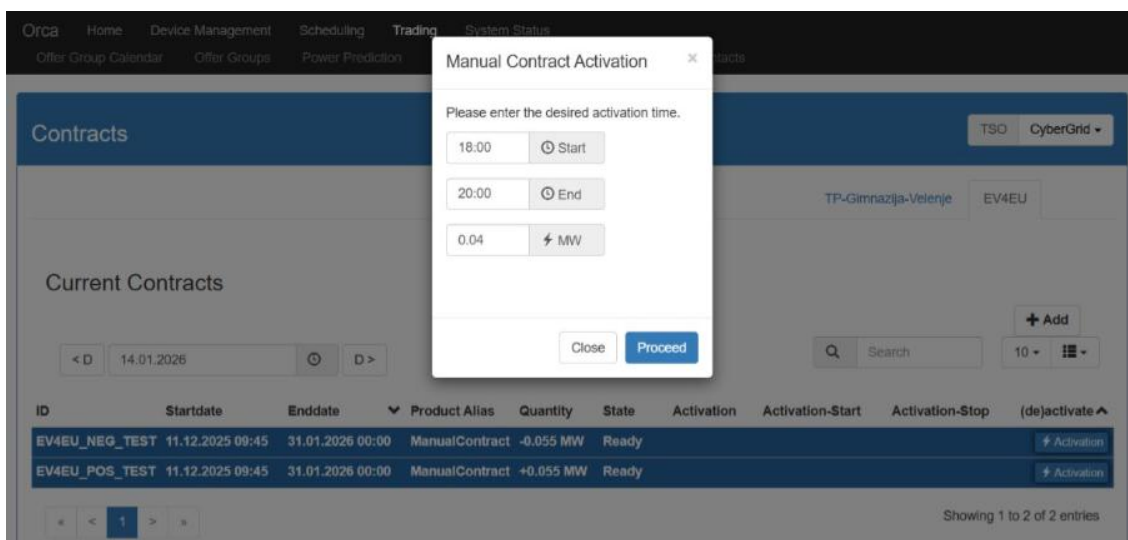 Orca Home Device Management Scheduling Trading System Status
Offer Group Calendar Offer Groups Power Prediction
Manual Contract Activation ×
Please enter the desired activation time.
18:00 Start
20:00 End
0.04 MW
Close Proceed
Contracts
TSO CyberGrid
TP-Gimnazija-Velenje EV4EU
Current Contracts
+ Add
< D 14.01.2026 D >
Search 10
ID Startdate Enddate Product Alias Quantity State Activation Activation-Start Activation-Stop (de)activate
EV4EU_NEG_TEST 11.12.2025 09:45 31.01.2026 00:00 ManualContract -0.055 MW Ready Activation
EV4EU_POS_TEST 11.12.2025 09:45 31.01.2026 00:00 ManualContract +0.055 MW Ready Activation
« < 1 > »
Showing 1 to 2 of 2 entries